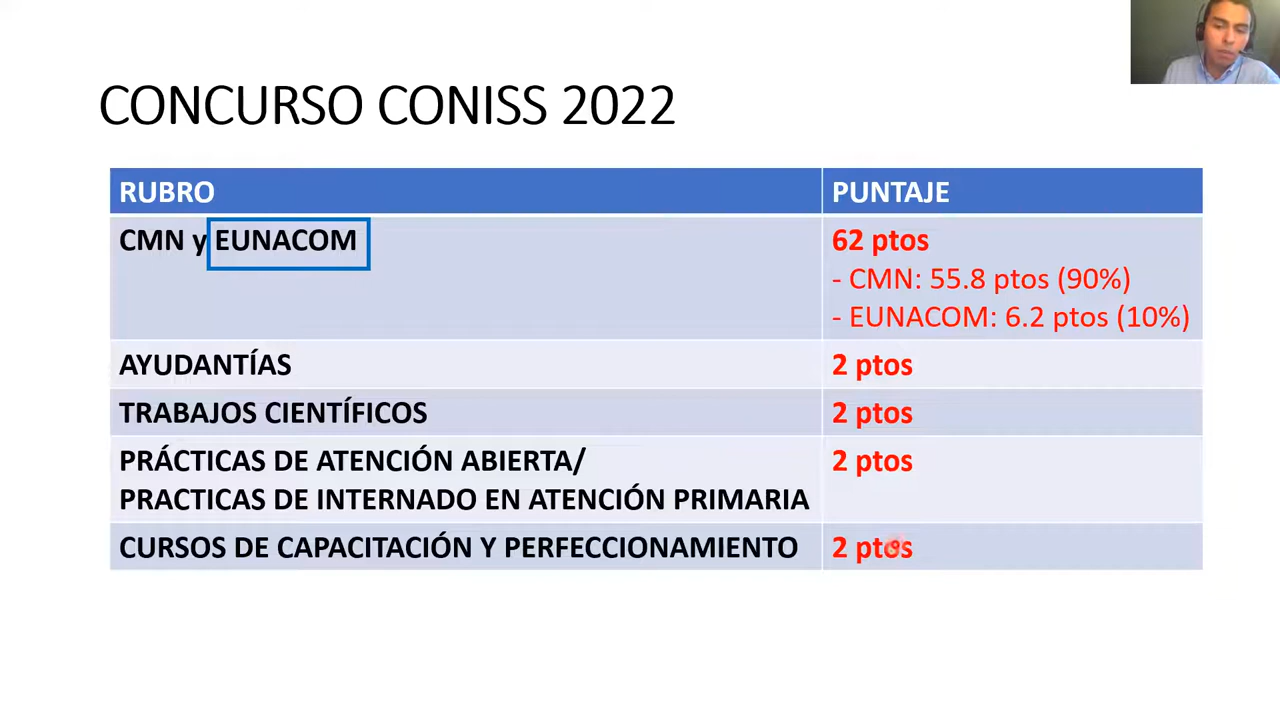 CONCURSO CONISS 2022
RUBRO
PUNTAJE
CMN y EUNACOM
62 ptos
- CMN: 55.8 ptos (90%)
- EUNACOM: 6.2 ptos (10%)
AYUDANTÍAS
2 ptos
TRABAJOS CIENTÍFICOS
2 ptos
PRÁCTICAS DE ATENCIÓN ABIERTA/
PRACTICAS DE INTERNADO EN ATENCIÓN PRIMARIA
2 ptos
CURSOS DE CAPACITACIÓN Y PERFECCIONAMIENTO
2 ptos